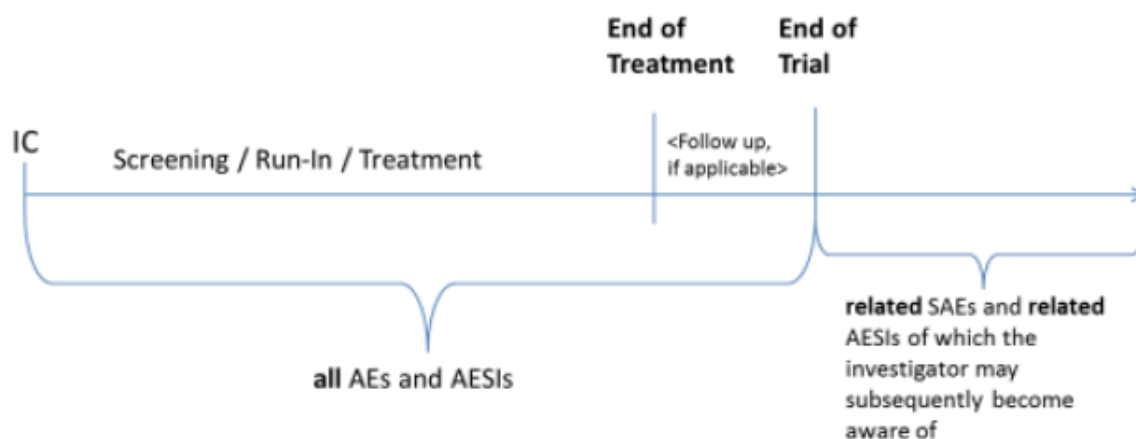 End of
Treatment
End of
Trial
IC
Screening / Run-In / Treatment
<Follow up,
if applicable>
all AEs and AESIs
related SAEs and related
AESIs of which the
investigator may
subsequently become
aware of